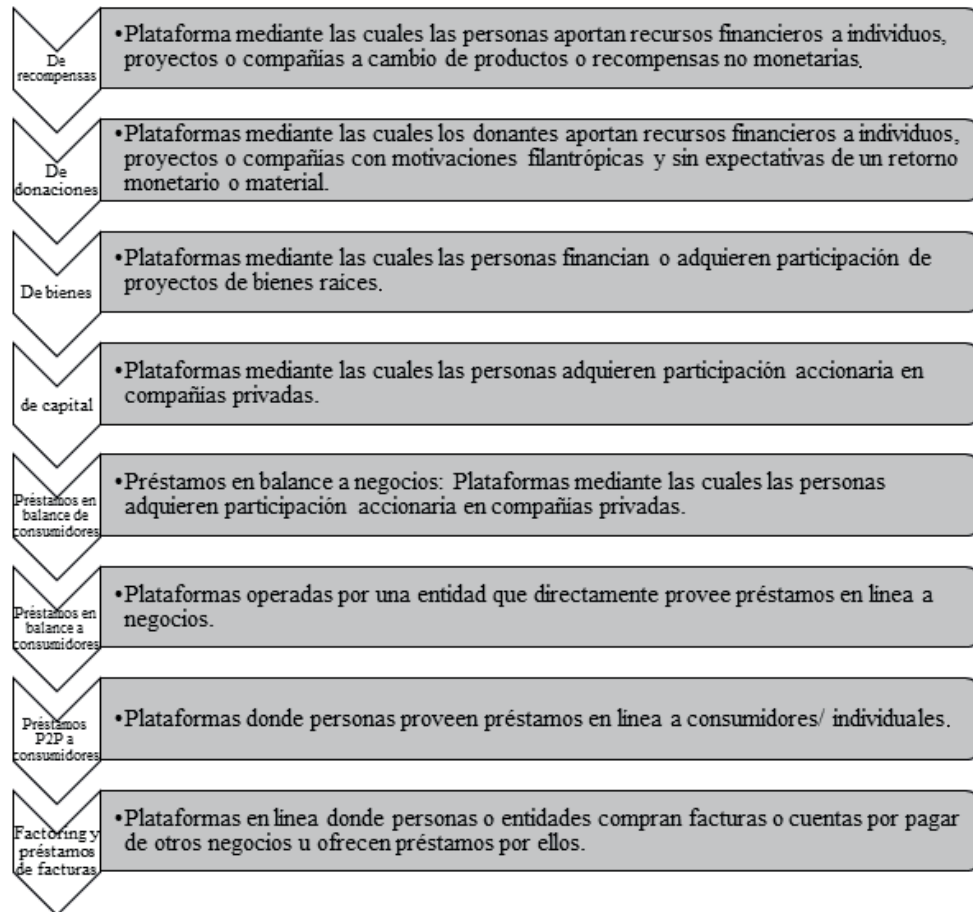 De
recompensas
•Plataforma mediante las cuales las personas aportan recursos financieros a individuos,
proyectos o compañías a cambio de productos o recompensas no monetarias.
De
donaciones
•Plataformas mediante las cuales los donantes aportan recursos financieros a individuos,
proyectos o compañías con motivaciones filantrópicas y sin expectativas de un retorno
monetario o material.
De bienes
•Plataformas mediante las cuales las personas financian o adquieren participación de
proyectos de bienes raíces.
de capital
•Plataformas mediante las cuales las personas adquieren participación accionaria en
compañías privadas.
Préstamos en
balance de
consumidores
•Préstamos en balance a negocios: Plataformas mediante las cuales las personas
adquieren participación accionaria en compañías privadas.
Préstamos en
balance a
consumidores
•Plataformas operadas por una entidad que directamente provee préstamos en línea a
negocios.
Préstamos
P2P a
consumidores
•Plataformas donde personas proveen préstamos en línea a consumidores/ individuales.
Factoring y
préstamos
de facturas
•Plataformas en línea donde personas o entidades compran facturas o cuentas por pagar
de otros negocios u ofrecen préstamos por ellos.